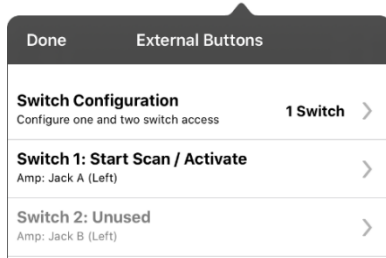 Done External Buttons
Switch Configuration
Configure one and two switch access
1 Switch
Switch 1: Start Scan / Activate
Amp: Jack A (Left)
Switch 2: Unused
Amp: Jack B (Left)